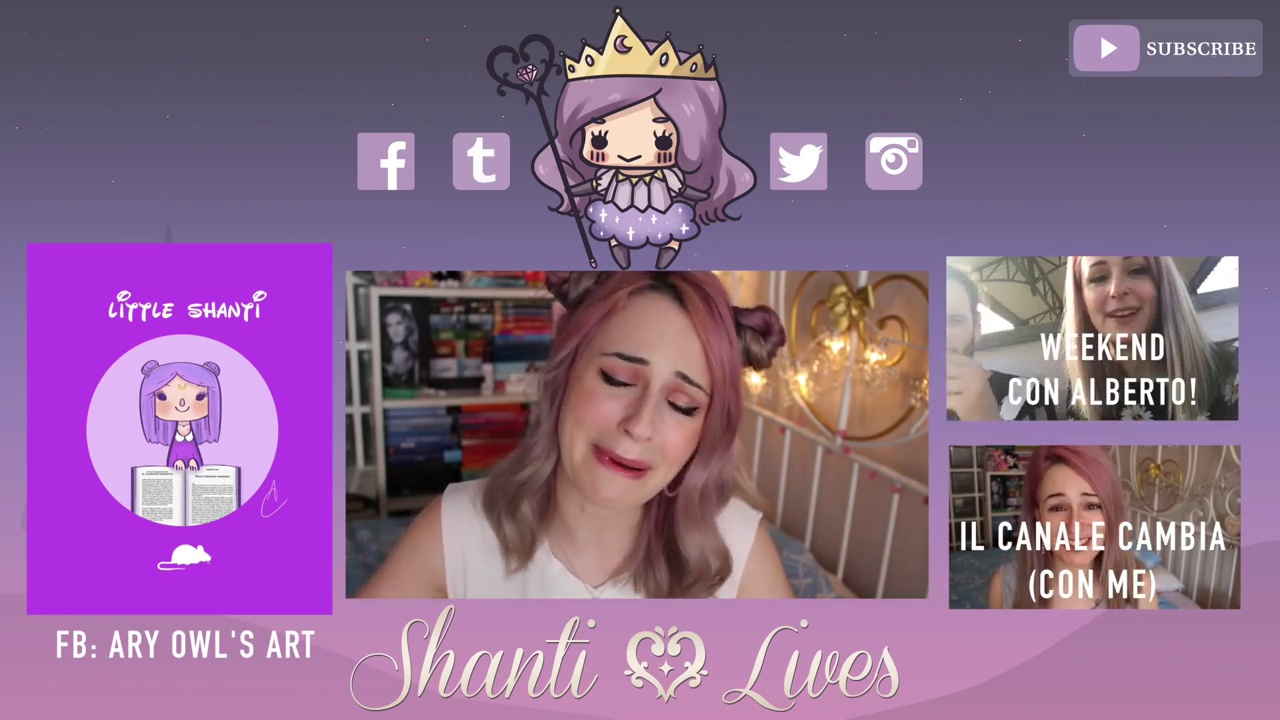 SUBSCRIBE
f
t
LITTLE SHANTI
FB: ARY OWL'S ART
WEEKEND
CON ALBERTO!
IL CANALE CAMBIA
(CON ME)
Shanti Lives